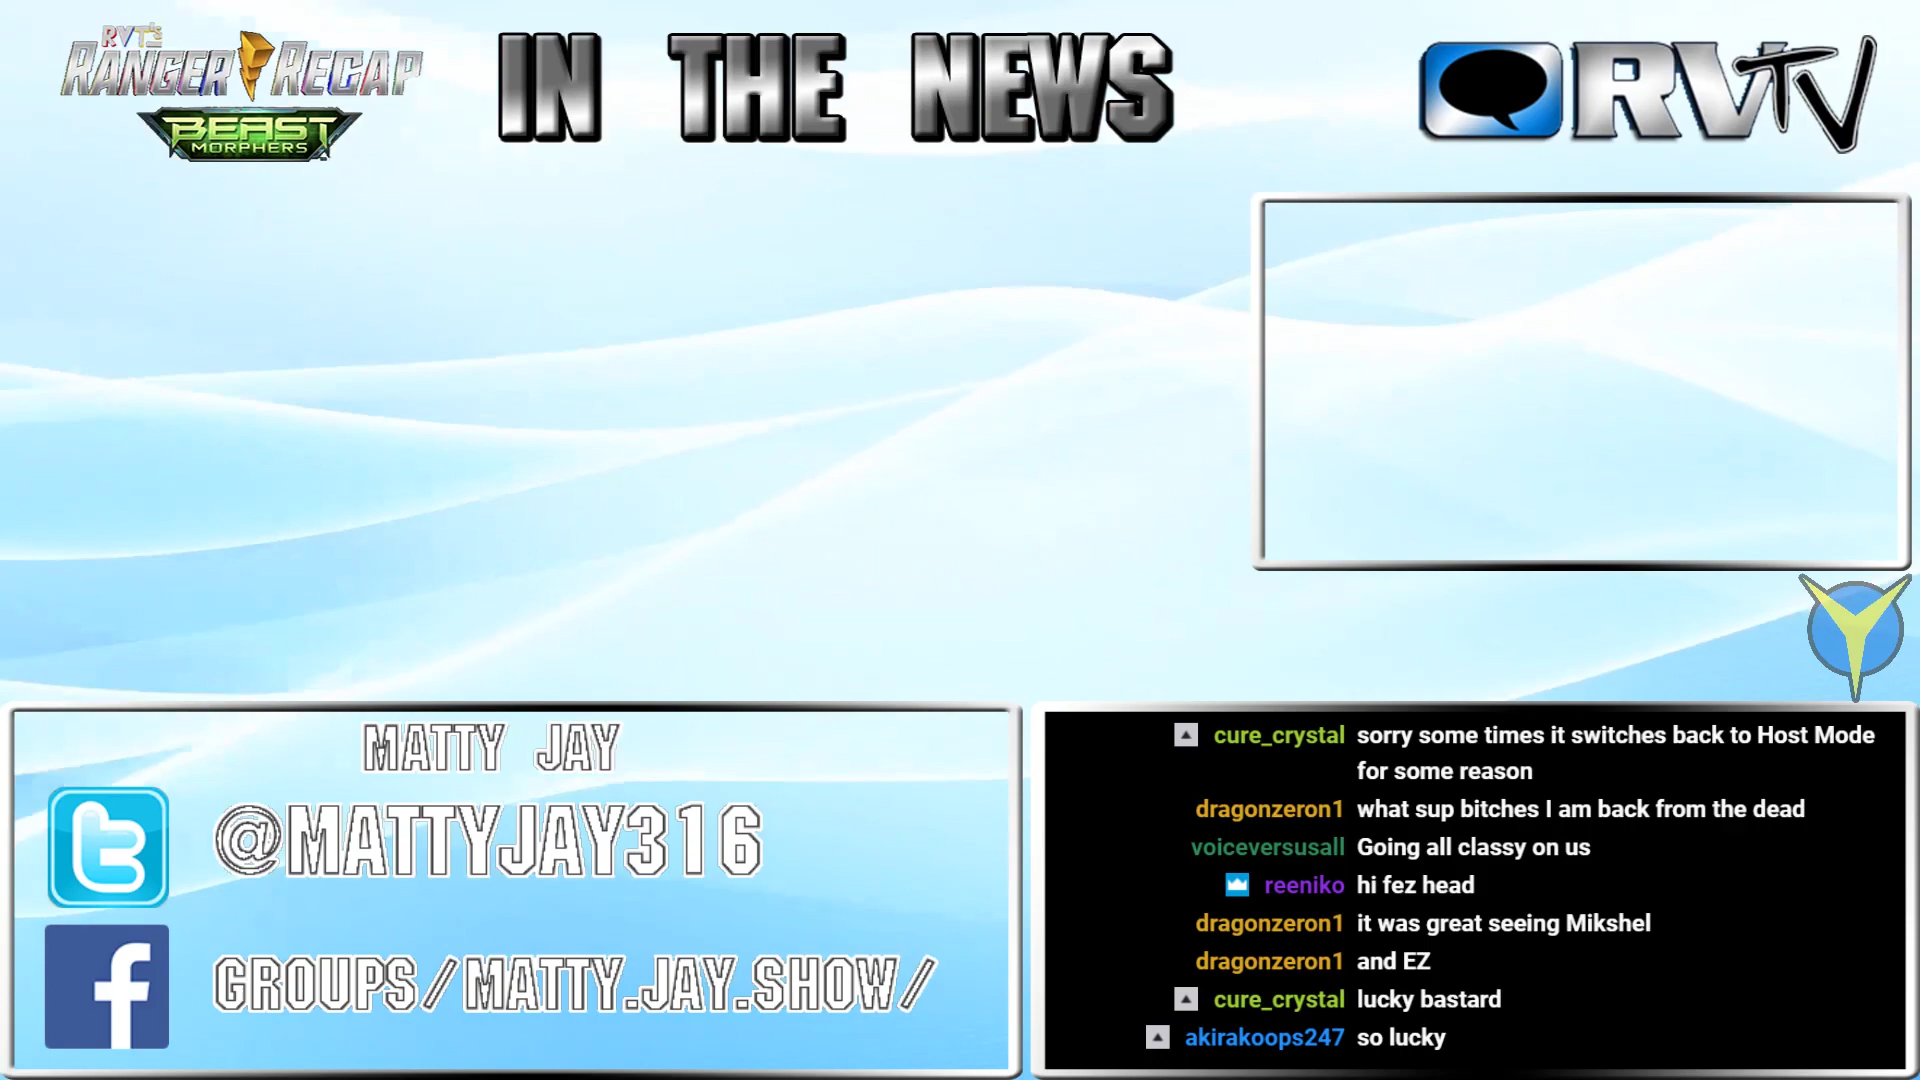 RVT's
RANGER RECAP
BEAST
MORPHERS
IN THE NEWS
RVTV
MATTY JAY
@MATTYJAY316
GROUPS/MATTY.JAY.SHOW/
cure_crystal sorry some times it switches back to Host Mode
for some reason
dragonzeron1 what sup bitches I am back from the dead
voiceversusall Going all classy on us
reeniko hi fez head
dragonzeron1 it was great seeing Mikshel
dragonzeron1 and EZ
cure_crystal lucky bastard
akirakoops247 so lucky